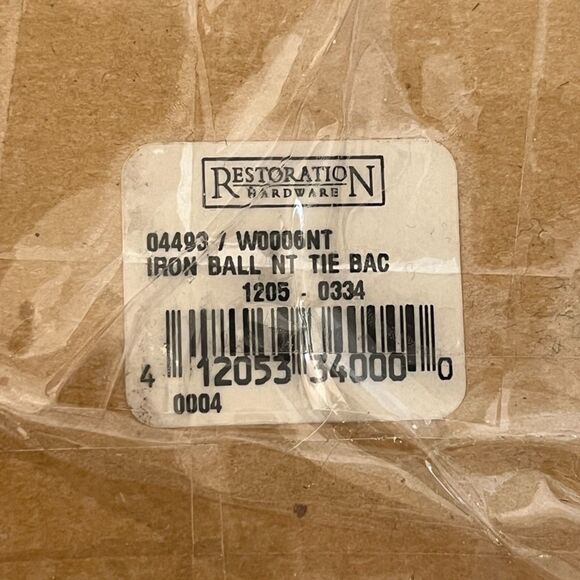 RESTORATION
HARDWARE
04493 / W0006NT
IRON BALL NT TIE BAC
1205 - 0334
4 12053 34000 0
0004